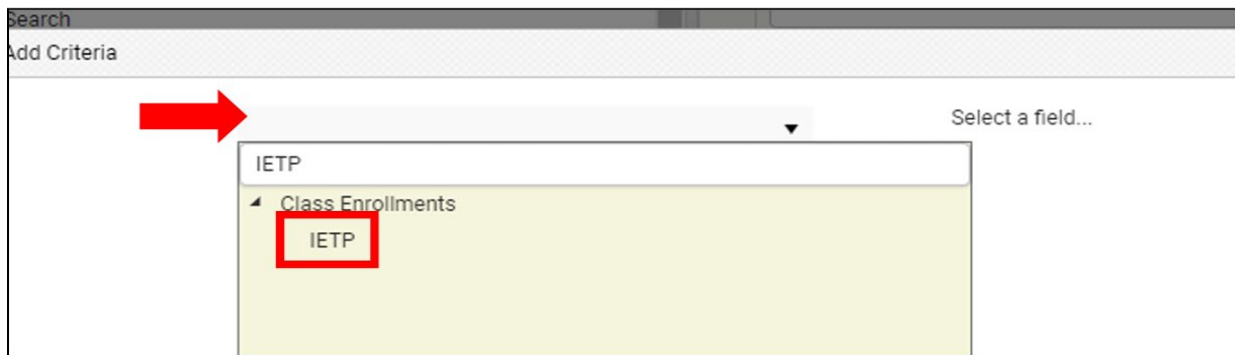 Search
Add Criteria
Select a field...
IETP
Class Enrollments
IETP